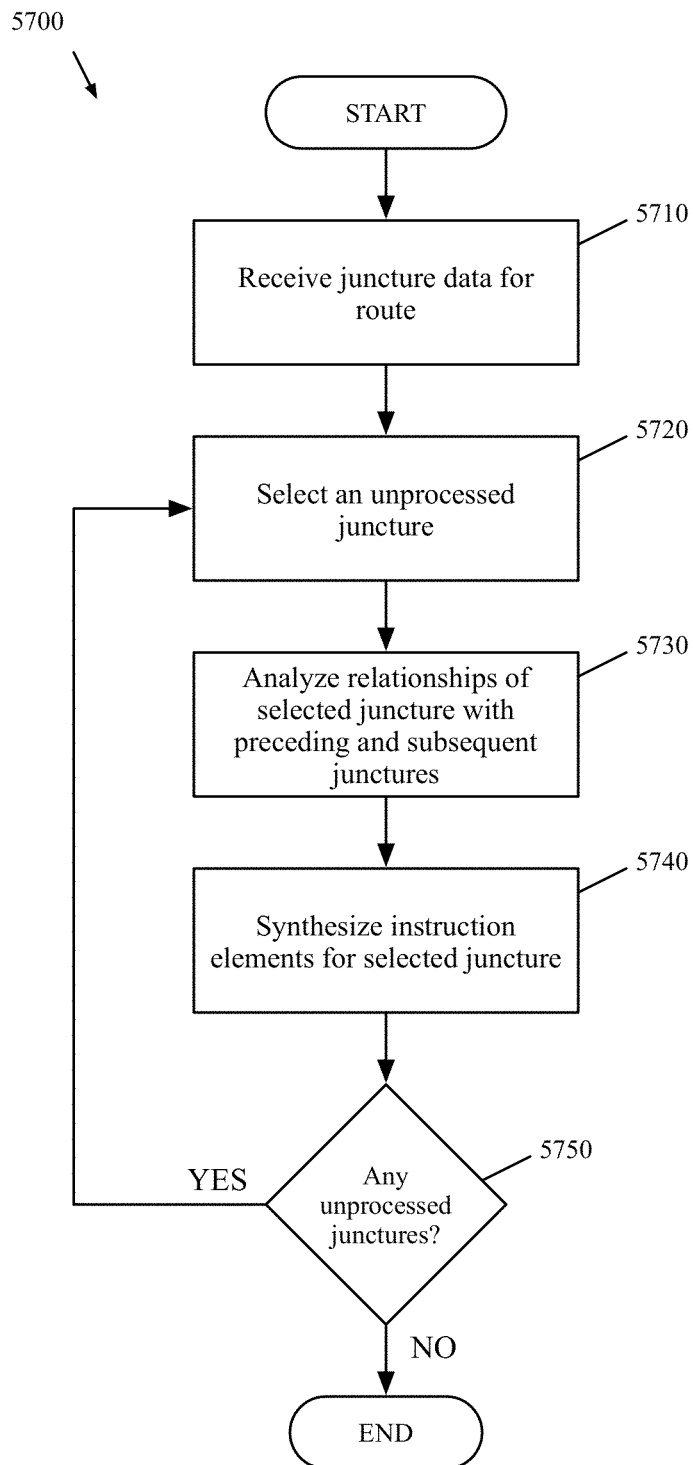 5700
START
5710
Receive juncture data for
route
5720
Select an unprocessed
juncture
5730
Analyze relationships of
selected juncture with
preceding and subsequent
junctures
5740
Synthesize instruction
elements for selected juncture
5750
YES
Any
unprocessed
junctures?
NO
END